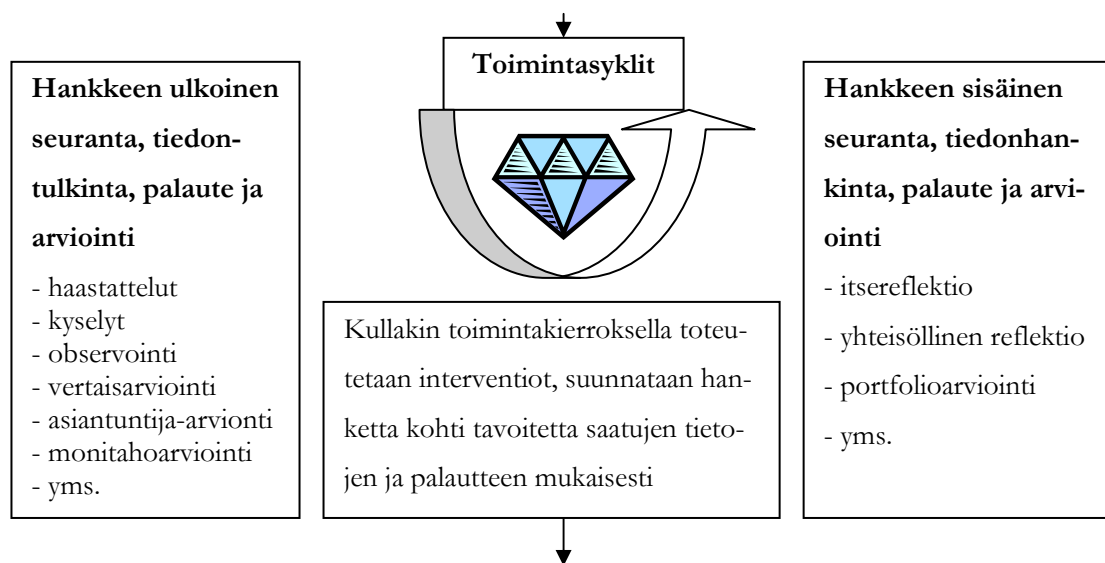 Toimintasyklit
Hankkeen ulkoinen
seuranta, tiedon-
tulkinta, palaute ja
arviointi
- haastattelut
- kyselyt
- observointi
- vertaisarviointi
- asiantuntija-arvionti
- monitahoarviointi
- yms.
Kullakin toimintakierroksella toteu-
tetaan interventiot, suunnataan han-
ketta kohti tavoitetta saatujen tieto-
jen ja palautteen mukaisesti
Hankkeen sisäinen
seuranta, tiedonhan-
kinta, palaute ja arvi-
ointi
- itsereflektio
- yhteisöllinen reflektio
- portfolioarviointi
- yms.